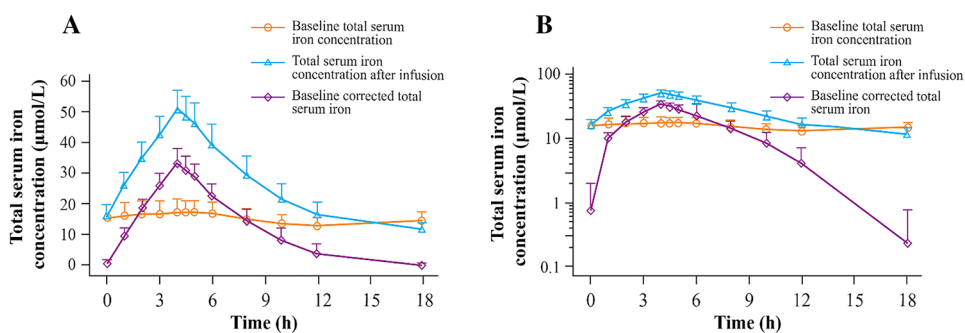 A
Baseline total serum
iron concentration
Total serum iron
concentration after infusion
Baseline corrected total
serum iron
Total serum iron
concentration (μmol/L)
60
50
40
30
20
10
0
0 3 6 9 12 15 18
Time (h)
B
Baseline total serum
iron concentration
Total serum iron
concentration after infusion
Baseline corrected total
serum iron
Total serum iron
concentration (μmol/L)
100
10
1
0.1
0 3 6 9 12 15 18
Time (h)